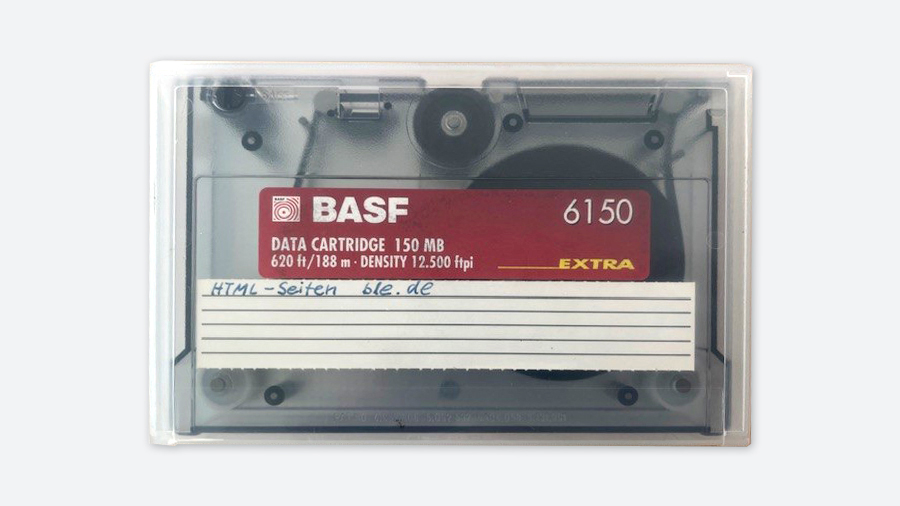 BASF 6150
DATA CARTRIDGE 150 MB
620 ft/188 m · DENSITY 12.500 ftpi
EXTRA
HTML-Seiten ble.de